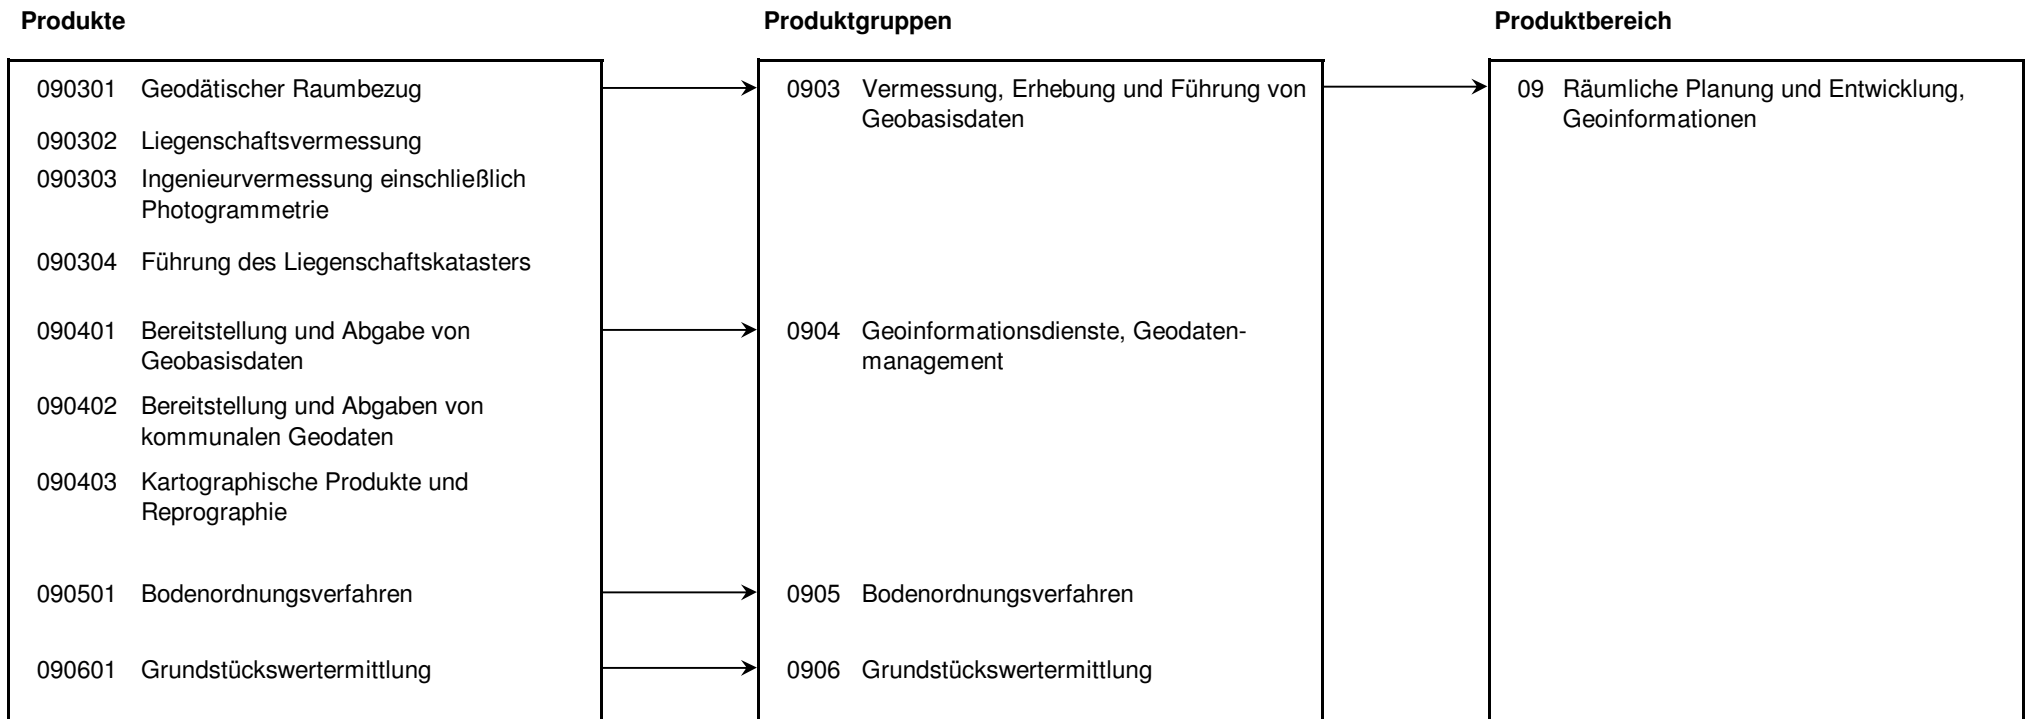 Produkte
Produktgruppen
Produktbereich
090301 Geodätischer Raumbezug
090302 Liegenschaftsvermessung
090303 Ingenieurvermessung einschließlich
Photogrammetrie
090304 Führung des Liegenschaftskatasters
090401 Bereitstellung und Abgabe von
Geobasisdaten
090402 Bereitstellung und Abgaben von
kommunalen Geodaten
090403 Kartographische Produkte und
Reprographie
090501 Bodenordnungsverfahren
090601 Grundstückswertermittlung
0903 Vermessung, Erhebung und Führung von
Geobasisdaten
0904 Geoinformationsdienste, Geodaten-
management
0905 Bodenordnungsverfahren
0906 Grundstückswertermittlung
09 Räumliche Planung und Entwicklung,
Geoinformationen